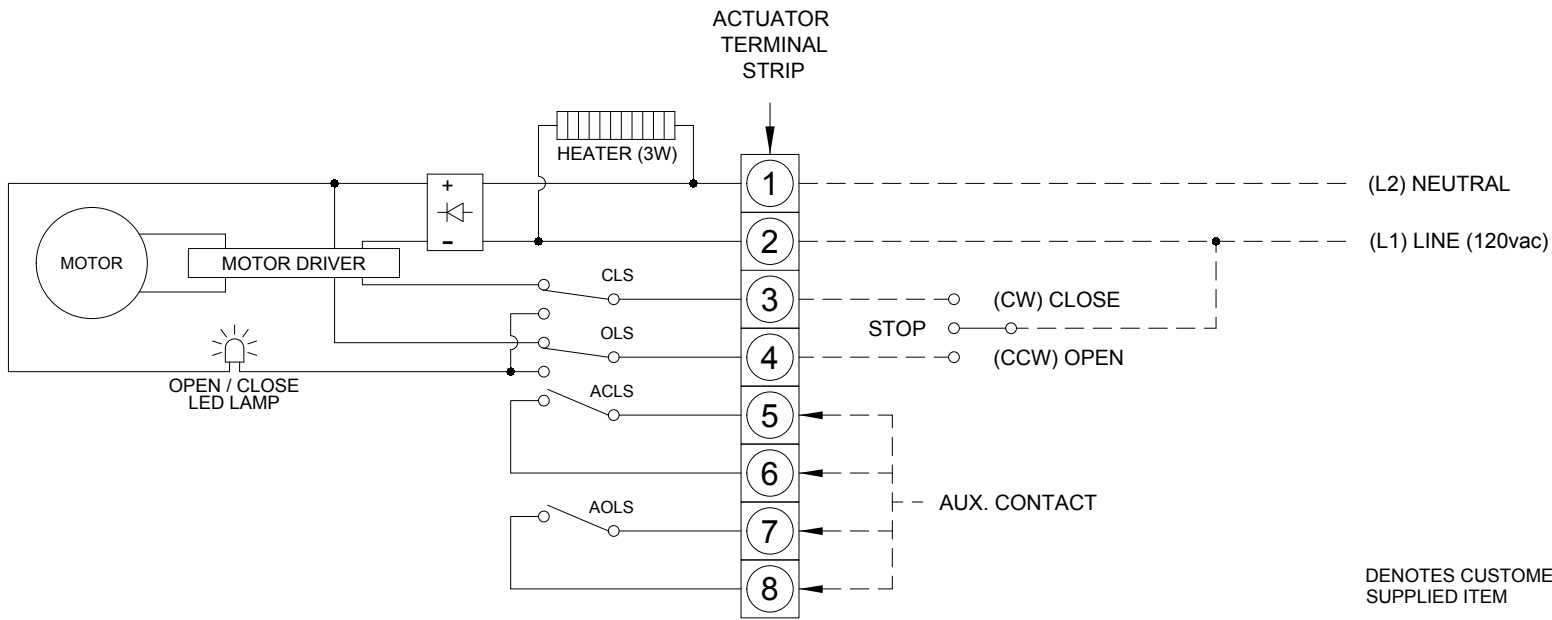 ACTUATOR
TERMINAL
STRIP
HEATER (3W)
+
-
MOTOR
MOTOR DRIVER
OPEN / CLOSE
LED LAMP
CLS
OLS
ACLS
AOLS
1
2
3
4
5
6
7
8
(L2) NEUTRAL
(L1) LINE (120vac)
(CW) CLOSE
STOP
(CCW) OPEN
AUX. CONTACT
DENOTES CUSTOME
SUPPLIED ITEM